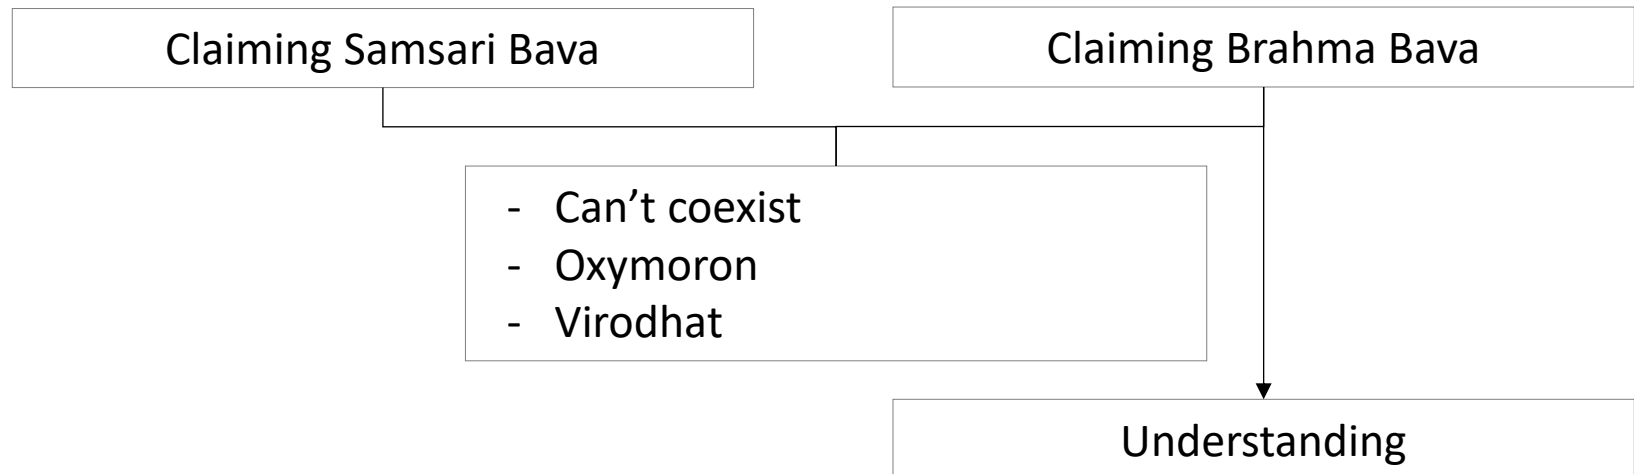 Claiming Samsari Bava
Claiming Brahma Bava
- Can’t coexist
- Oxymoron
- Virodhat
Understanding